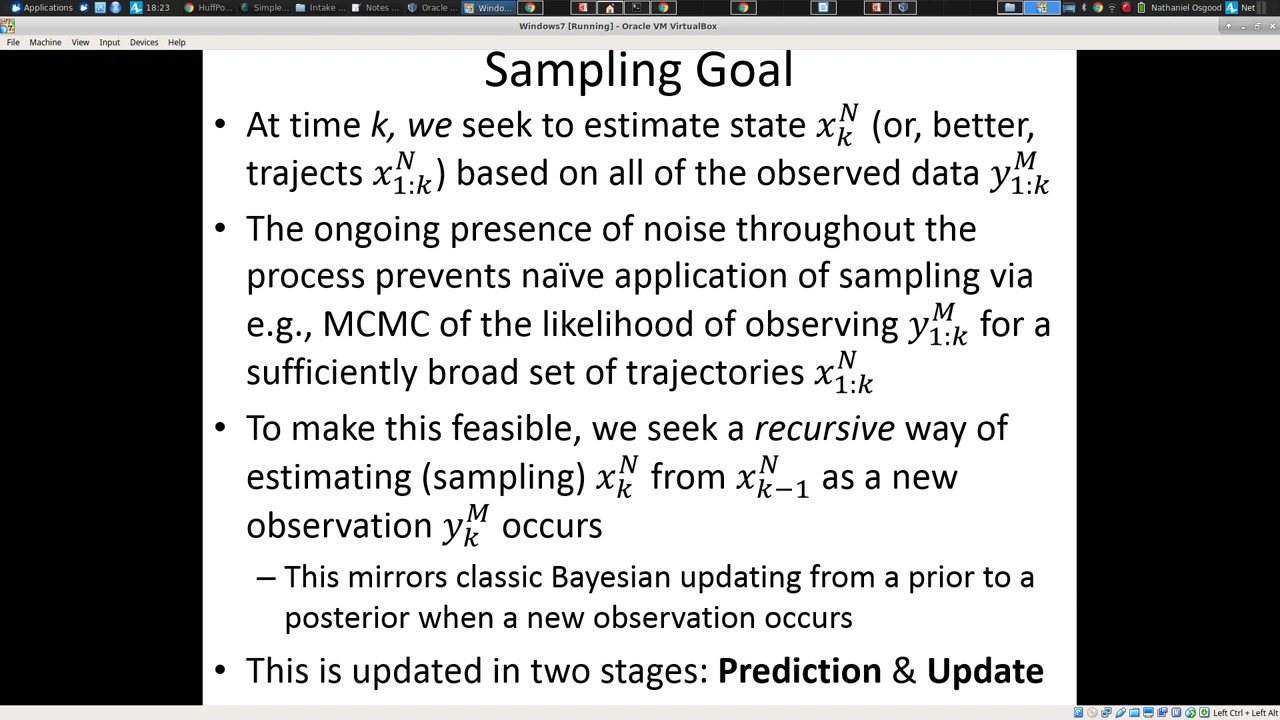 Applications 18:23 HuffPo... Simple... Intake ... Notes ... Oracle ... Windo... Nathaniel Osgood Net
Windows7 [Running] - Oracle VM VirtualBox
File Machine View Input Devices Help
Sampling Goal
• At time k, we seek to estimate state x_k^N (or, better,
trajects x_{1:k}^N) based on all of the observed data y_{1:k}^M
• The ongoing presence of noise throughout the
process prevents naïve application of sampling via
e.g., MCMC of the likelihood of observing y_{1:k}^M for a
sufficiently broad set of trajectories x_{1:k}^N
• To make this feasible, we seek a recursive way of
estimating (sampling) x_k^N from x_{k−1}^N as a new
observation y_k^M occurs
– This mirrors classic Bayesian updating from a prior to a
posterior when a new observation occurs
• This is updated in two stages: Prediction & Update
Left Ctrl + Left Alt